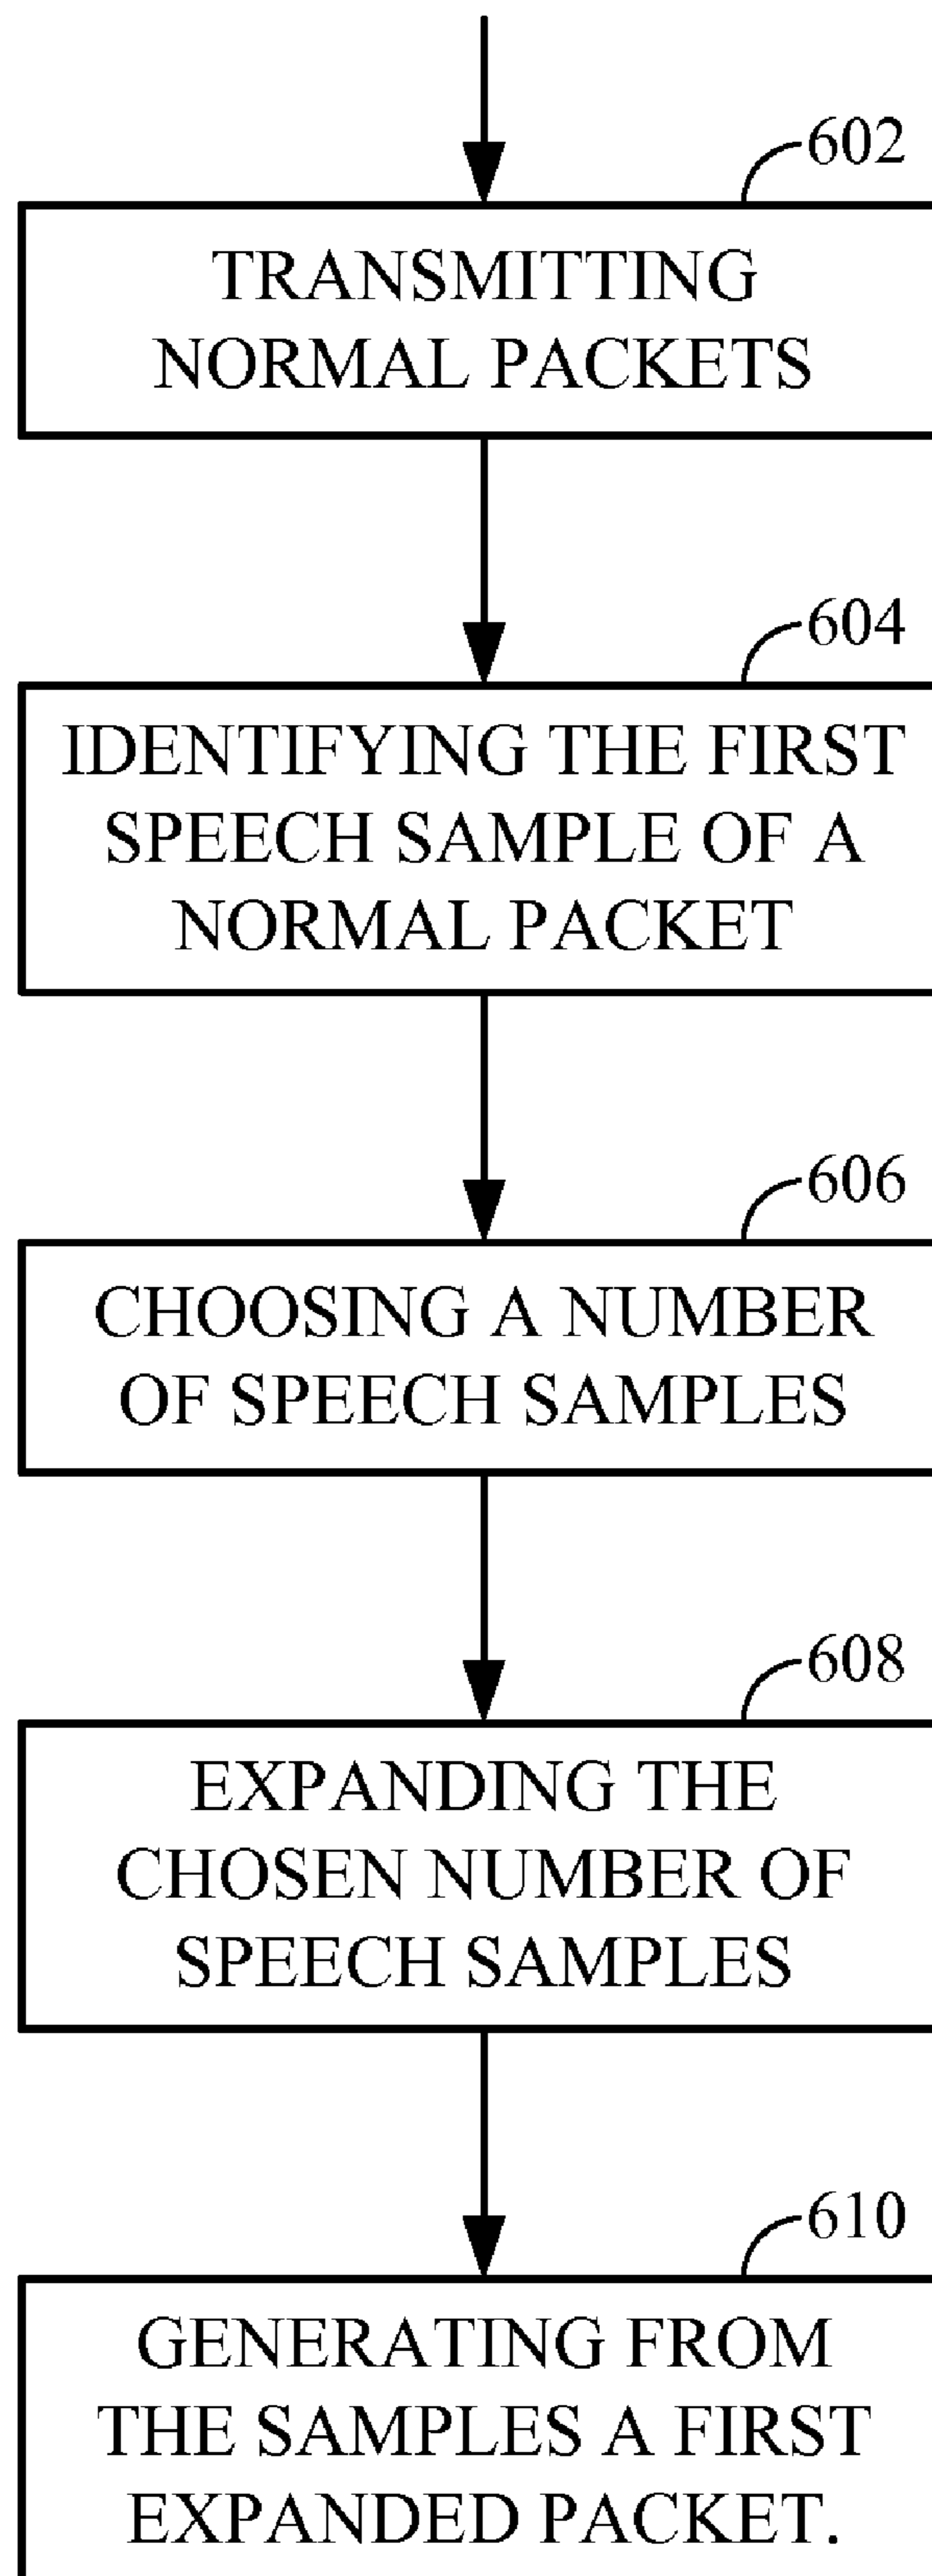 602
TRANSMITTING
NORMAL PACKETS
604
IDENTIFYING THE FIRST
SPEECH SAMPLE OF A
NORMAL PACKET
606
CHOOSING A NUMBER
OF SPEECH SAMPLES
608
EXPANDING THE
CHOSEN NUMBER OF
SPEECH SAMPLES
610
GENERATING FROM
THE SAMPLES A FIRST
EXPANDED PACKET.